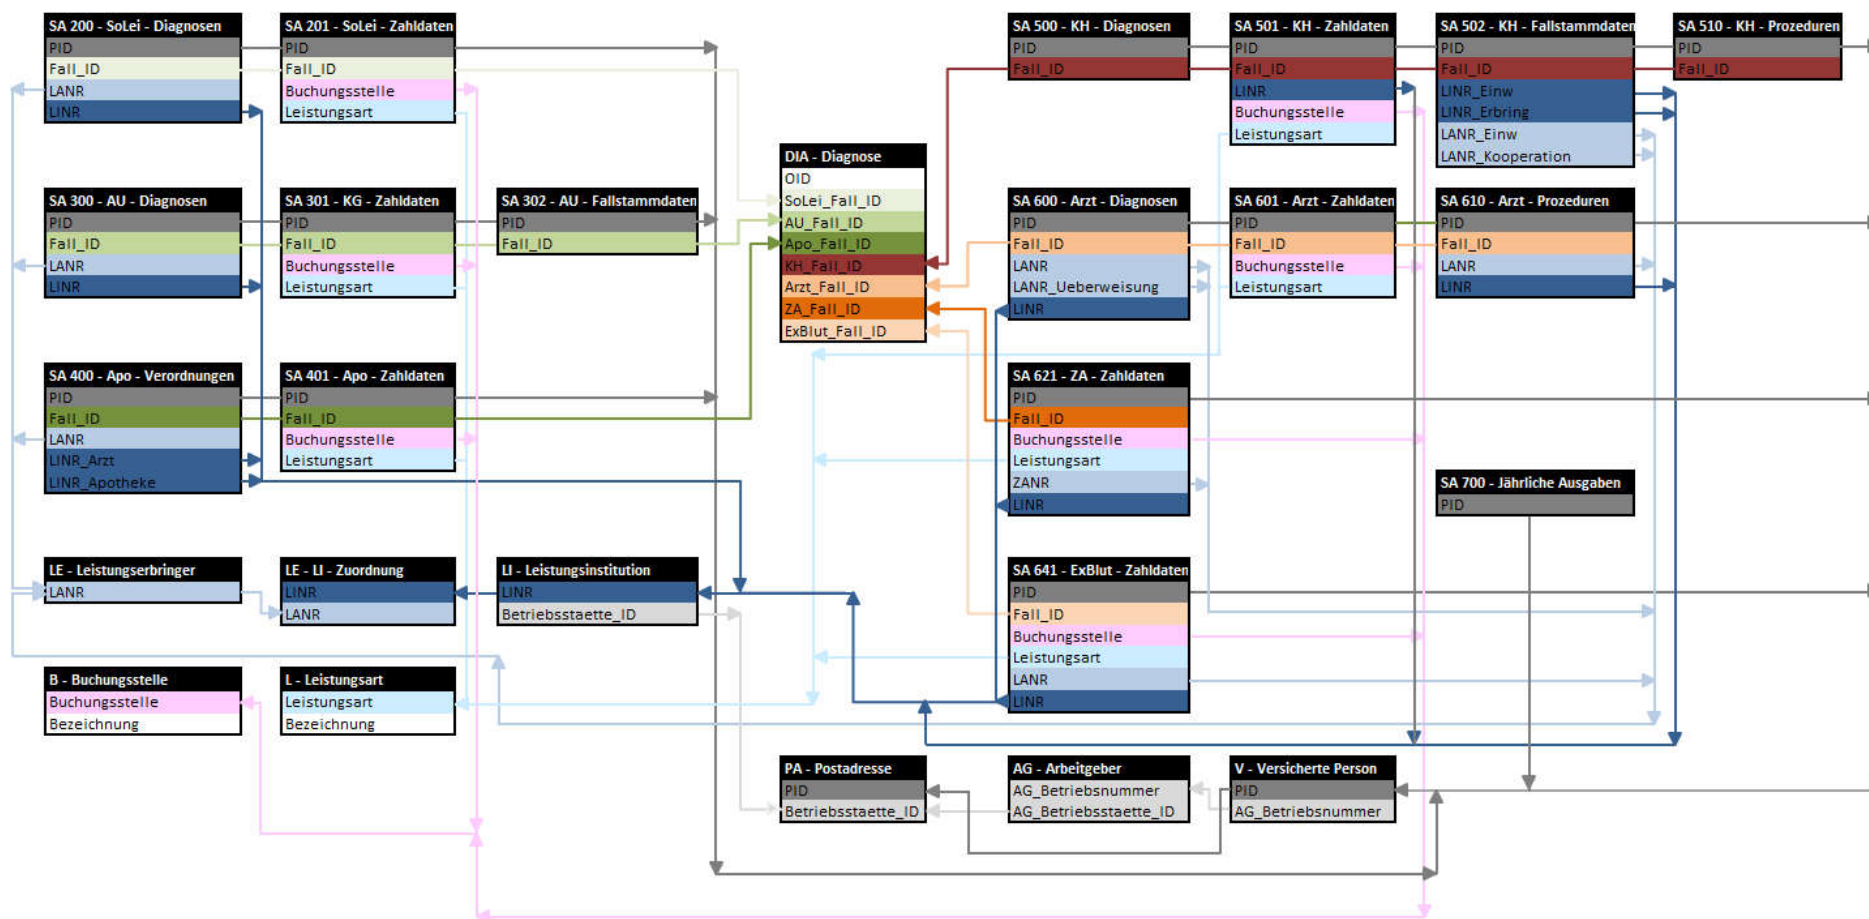 SA 200 - SoLei - Diagnosen
PID
Fall_ID
LANR
LINR
SA 201 - SoLei - Zahldaten
PID
Fall_ID
Buchungsstelle
Leistungsart
SA 500 - KH - Diagnosen
PID
Fall_ID
SA 501 - KH - Zahldaten
PID
Fall_ID
LINR
Buchungsstelle
Leistungsart
SA 502 - KH - Fallstammdaten
PID
Fall_ID
LINR_Einw
LINR_Erbring
LANR_Einw
LANR_Kooperation
SA 510 - KH - Prozeduren
PID
Fall_ID
DIA - Diagnose
OID
SoLei_Fall_ID
AU_Fall_ID
Apo_Fall_ID
KH_Fall_ID
Arzt_Fall_ID
ZA_Fall_ID
ExBlut_Fall_ID
SA 300 - AU - Diagnosen
PID
Fall_ID
LANR
LINR
SA 301 - KG - Zahldaten
PID
Fall_ID
Buchungsstelle
Leistungsart
SA 302 - AU - Fallstammdaten
PID
Fall_ID
SA 600 - Arzt - Diagnosen
PID
Fall_ID
LANR
LANR_Ueberweisung
LINR
SA 601 - Arzt - Zahldaten
PID
Fall_ID
Buchungsstelle
Leistungsart
SA 610 - Arzt - Prozeduren
PID
Fall_ID
LANR
LINR
SA 400 - Apo - Verordnungen
PID
Fall_ID
LANR
LINR_Arzt
LINR_Apotheke
SA 401 - Apo - Zahldaten
PID
Fall_ID
Buchungsstelle
Leistungsart
SA 621 - ZA - Zahldaten
PID
Fall_ID
Buchungsstelle
Leistungsart
ZANR
LINR
SA 700 - Jährliche Ausgaben
PID
LE - Leistungserbringer
LANR
LE - LI - Zuordnung
LINR
LANR
LI - Leistungsinstitution
LINR
Betriebsstaette_ID
SA 641 - ExBlut - Zahldaten
PID
Fall_ID
Buchungsstelle
Leistungsart
LANR
LINR
B - Buchungsstelle
Buchungsstelle
Bezeichnung
L - Leistungsart
Leistungsart
Bezeichnung
PA - Postadresse
PID
Betriebsstaette_ID
AG - Arbeitgeber
AG_Betriebsnummer
AG_Betriebsstaette_ID
V - Versicherte Person
PID
AG_Betriebsnummer